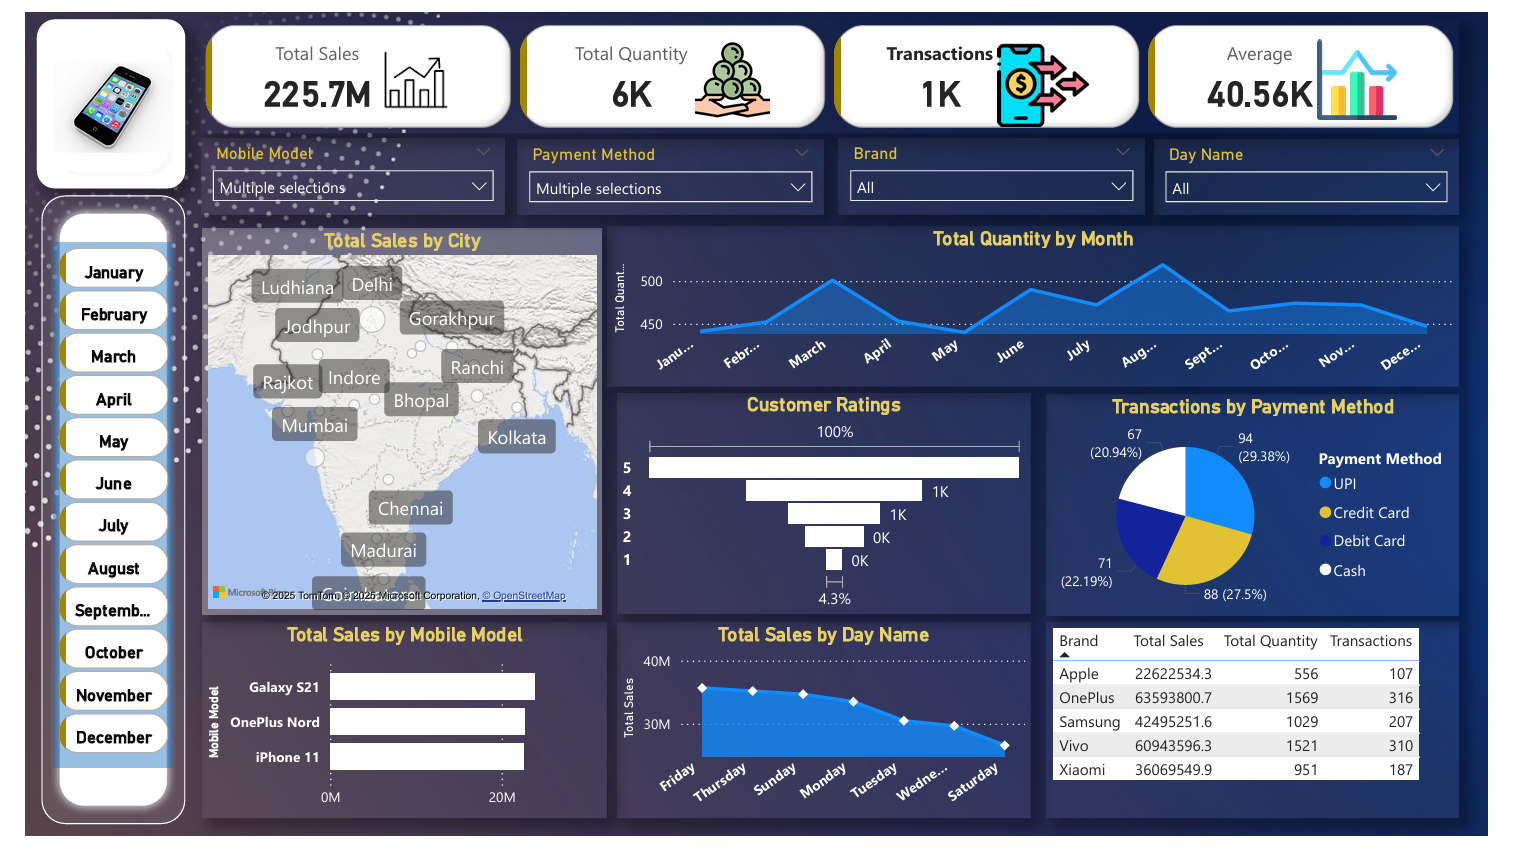 Total Sales
225.7M
Total Quantity
6K
Transactions
1K
Average
40.56K
Mobile Model
Multiple selections
Payment Method
Multiple selections
Brand
All
Day Name
All
January
February
March
April
May
June
July
August
Septemb...
October
November
December
Total Sales by City
Ludhiana
Delhi
Jodhpur
Gorakhpur
Rajkot
Indore
Ranchi
Bhopal
Mumbai
Kolkata
Chennai
Madurai
© 2025 TomTom, © 2025 Microsoft Corporation, © OpenStreetMap
Total Quantity by Month
Total Quant...
500
450
Janu...
Febr...
March
April
May
June
July
Aug...
Sept...
Octo...
Nov...
Dece...
Customer Ratings
100%
5
4 1K
3 1K
2 0K
1 0K
4.3%
Transactions by Payment Method
67
(20.94%)
94
(29.38%)
71
(22.19%)
88 (27.5%)
Payment Method
UPI
Credit Card
Debit Card
Cash
Total Sales by Mobile Model
Mobile Model
Galaxy S21
OnePlus Nord
iPhone 11
0M 20M
Total Sales by Day Name
Total Sales
40M
30M
Friday
Thursday
Sunday
Monday
Tuesday
Wedne...
Saturday
Brand Total Sales Total Quantity Transactions
Apple 22622534.3 556 107
OnePlus 63593800.7 1569 316
Samsung 42495251.6 1029 207
Vivo 60943596.3 1521 310
Xiaomi 36069549.9 951 187